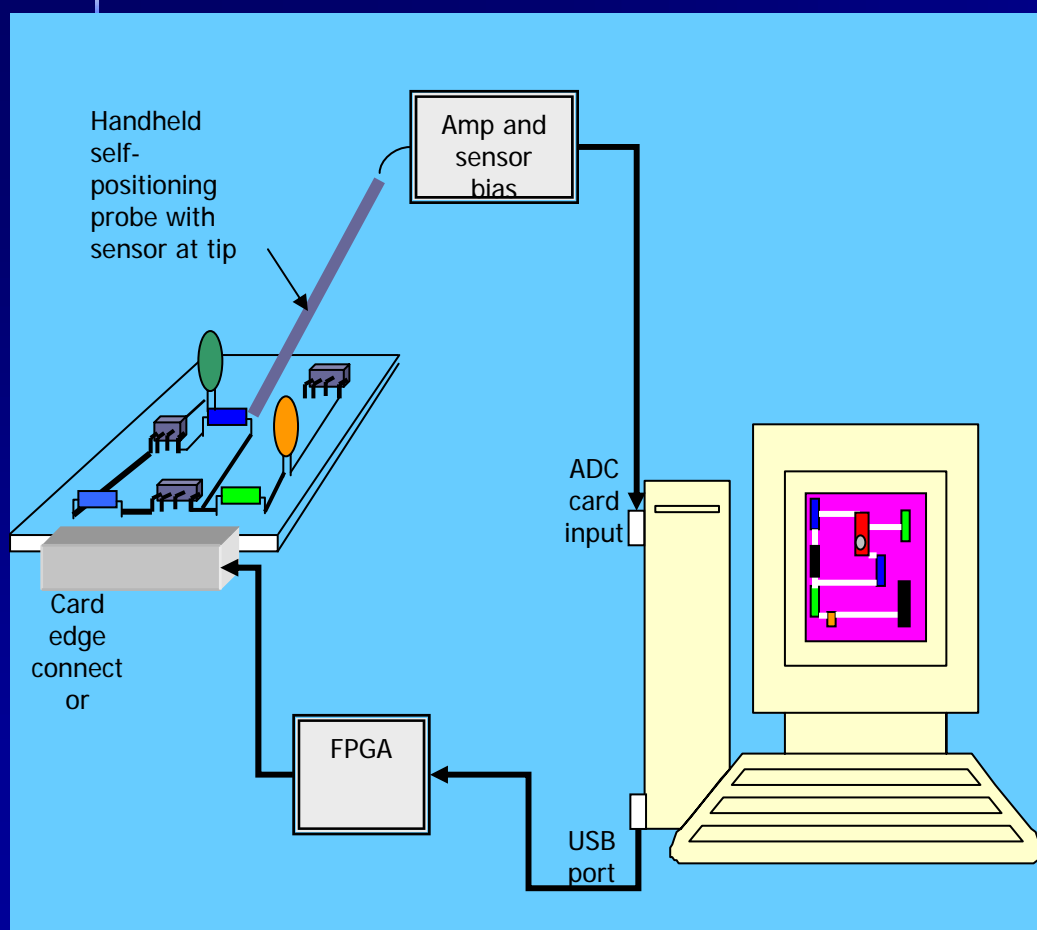 Handheld
self-
positioning
probe with
sensor at tip
Amp and
sensor
bias
ADC
card
input
Card
edge
connect
or
FPGA
USB
port